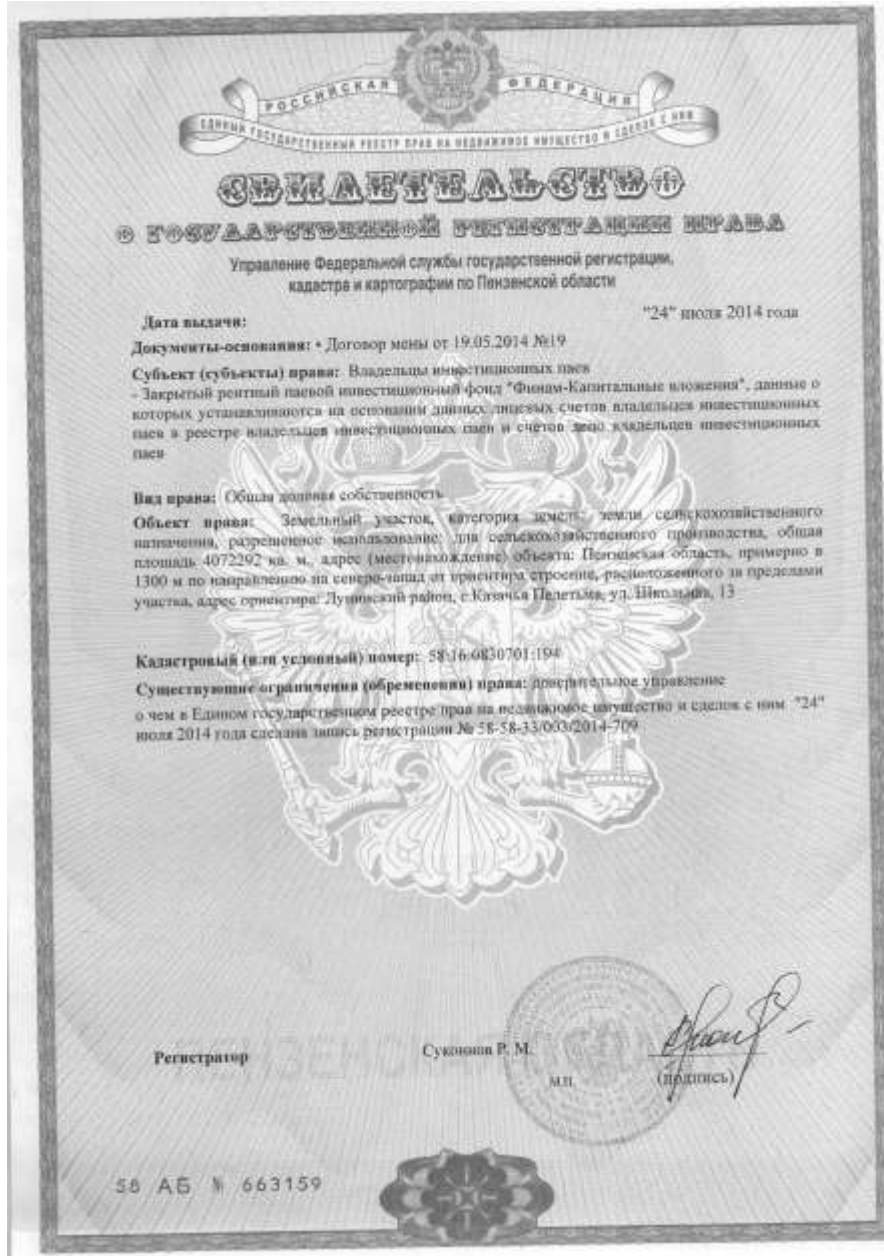 РОССИЙСКАЯ ФЕДЕРАЦИЯ
ЕДИНЫЙ ГОСУДАРСТВЕННЫЙ РЕЕСТР ПРАВ НА НЕДВИЖИМОЕ ИМУЩЕСТВО И СДЕЛОК С НИМ
СВИДЕТЕЛЬСТВО
О ГОСУДАРСТВЕННОЙ РЕГИСТРАЦИИ ПРАВА
Управление Федеральной службы государственной регистрации,
кадастра и картографии по Пензенской области
Дата выдачи: "24" июля 2014 года
Документы-основания: • Договор мены от 19.05.2014 №19
Субъект (субъекты) права: Владельцы инвестиционных паев
- Закрытый рентный паевой инвестиционный фонд "Финам-Капитальные вложения", данные о
которых устанавливаются на основании данных лицевых счетов владельцев инвестиционных
паев в реестре владельцев инвестиционных паев и счетов депо владельцев инвестиционных
паев
Вид права: Общая долевая собственность
Объект права: Земельный участок, категория земель: земли сельскохозяйственного
назначения, разрешенное использование: для сельскохозяйственного производства, общая
площадь 4072292 кв. м., адрес (местонахождение) объекта: Пензенская область, примерно в
1300 м по направлению на северо-запад от ориентира строение, расположенного за пределами
участка, адрес ориентира: Лунинский район, с.Казачья Пелетьма, ул. Школьная, 13
Кадастровый (или условный) номер: 58:16:0830701:194
Существующие ограничения (обременения) права: доверительное управление
о чем в Едином государственном реестре прав на недвижимое имущество и сделок с ним "24"
июля 2014 года сделана запись регистрации № 58-58-33/003/2014-709
Регистратор Суконнов Р. М.
м.п. (подпись)
58 АБ № 663159